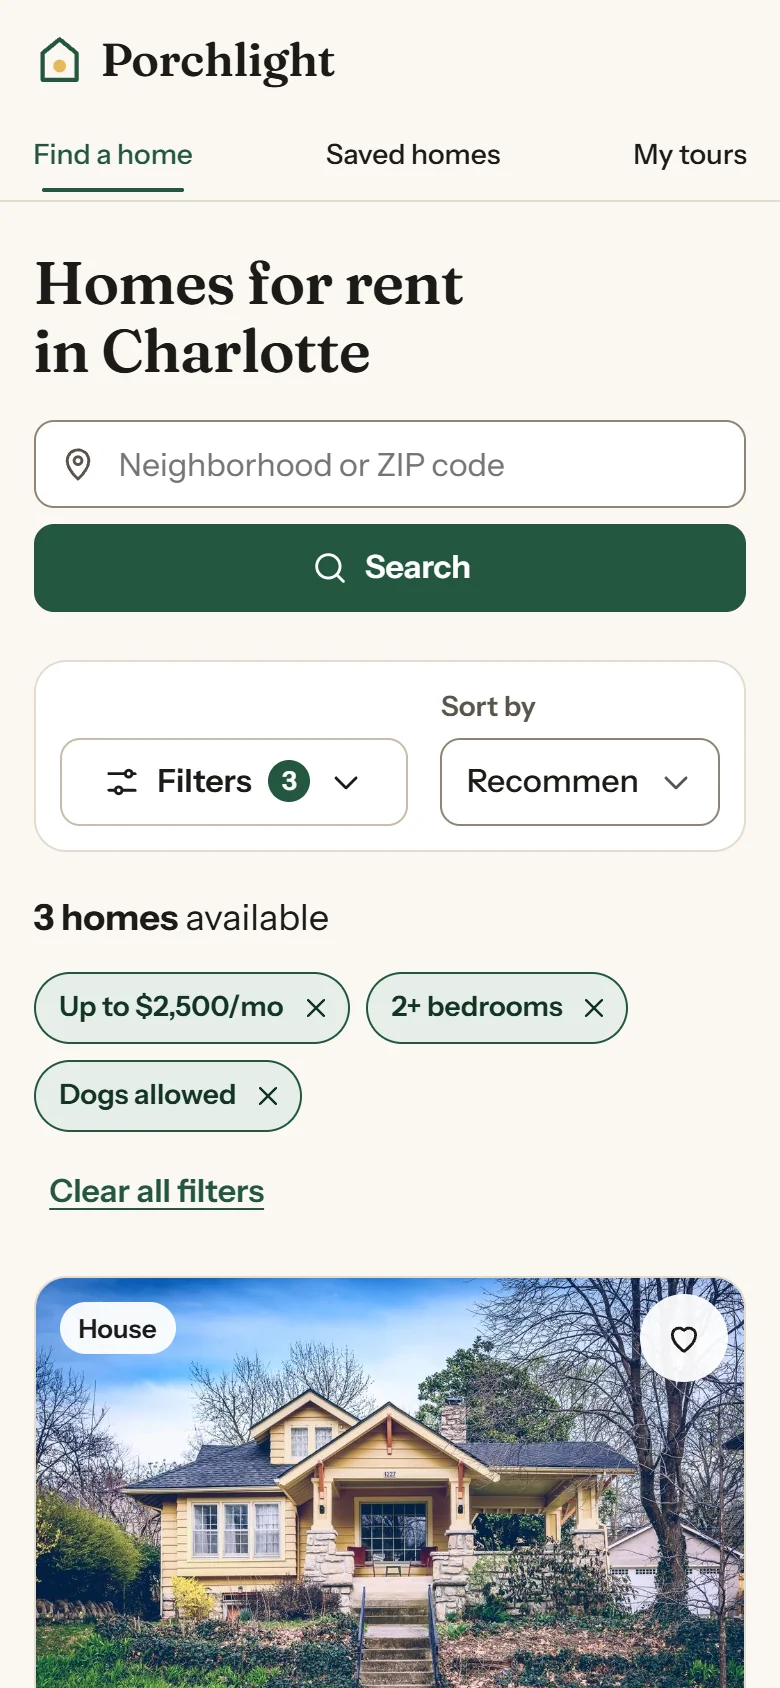 Porchlight
Find a home
Saved homes
My tours
Homes for rent
in Charlotte
Neighborhood or ZIP code
Search
Sort by
Filters 3
Recommen
3 homes available
Up to $2,500/mo
2+ bedrooms
Dogs allowed
Clear all filters
House
1227